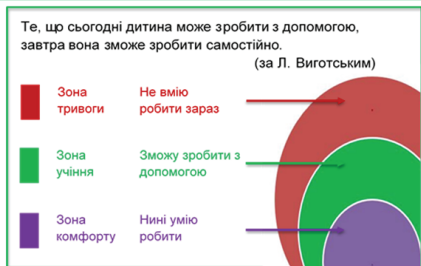 Те, що сьогодні дитина може зробити з допомогою,
завтра вона зможе зробити самостійно.
(за Л. Виготським)
Зона
тривоги
Не вмію
робити зараз
Зона
учіння
Зможу зробити з
допомогою
Зона
комфорту
Нині умію
робити